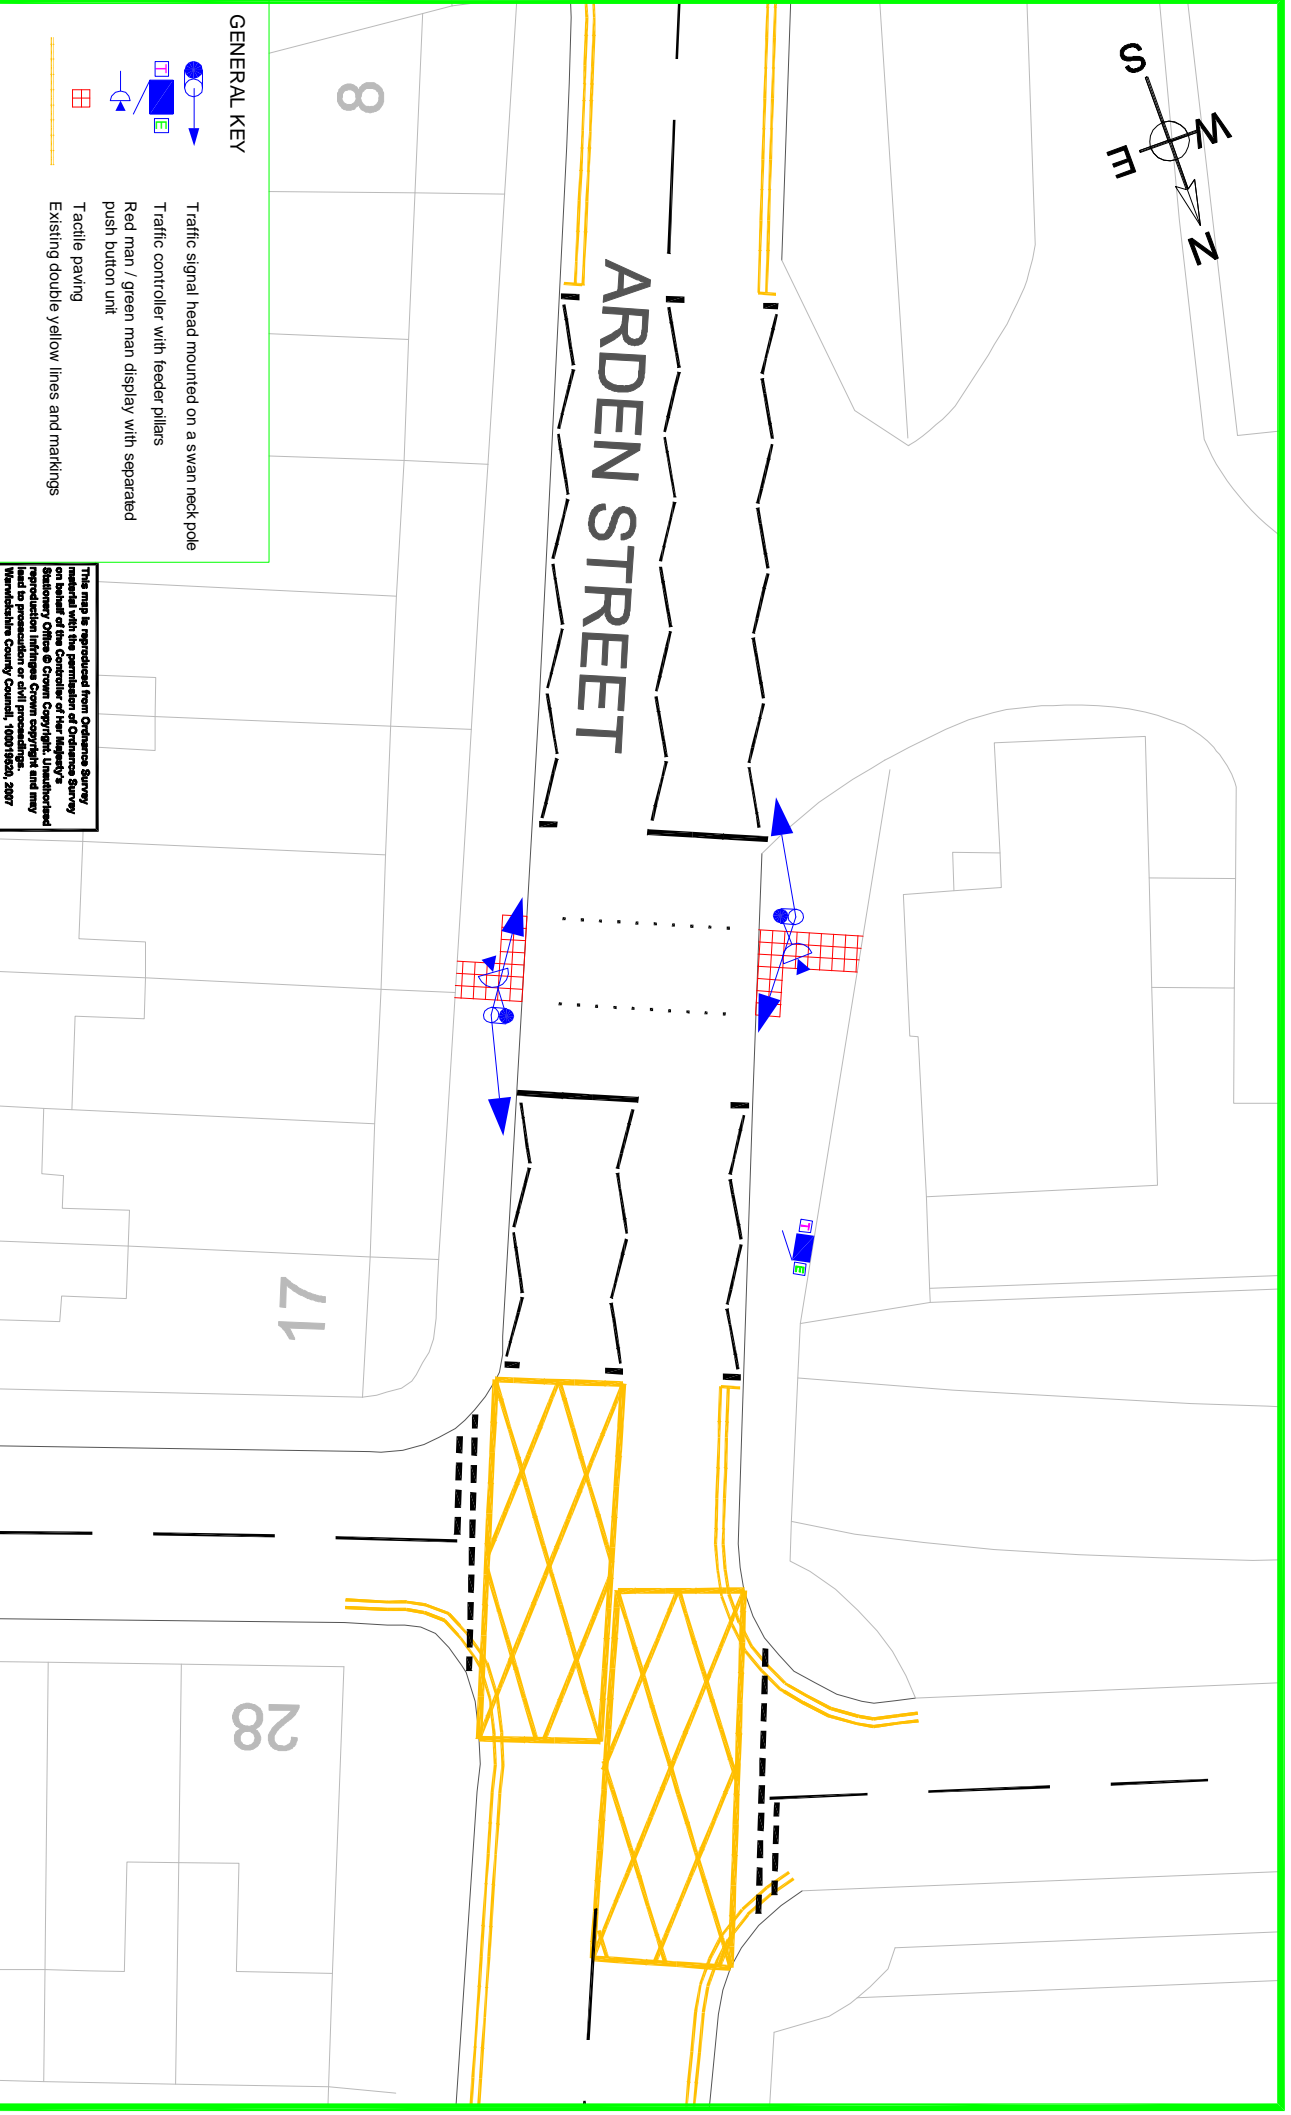 S
W
E
N
8
ARDEN STREET
17
28
T
E
GENERAL KEY
T
E
Traffic signal head mounted on a swan neck pole
Traffic controller with feeder pillars
Red man / green man display with separated
push button unit
Tactile paving
Existing double yellow lines and markings
This map is reproduced from Ordnance Survey
material with the permission of Ordnance Survey
on behalf of the Controller of Her Majesty's
Stationery Office © Crown Copyright. Unauthorised
reproduction infringes Crown copyright and may
lead to prosecution or civil proceedings.
Warwickshire County Council, 100019520, 2007